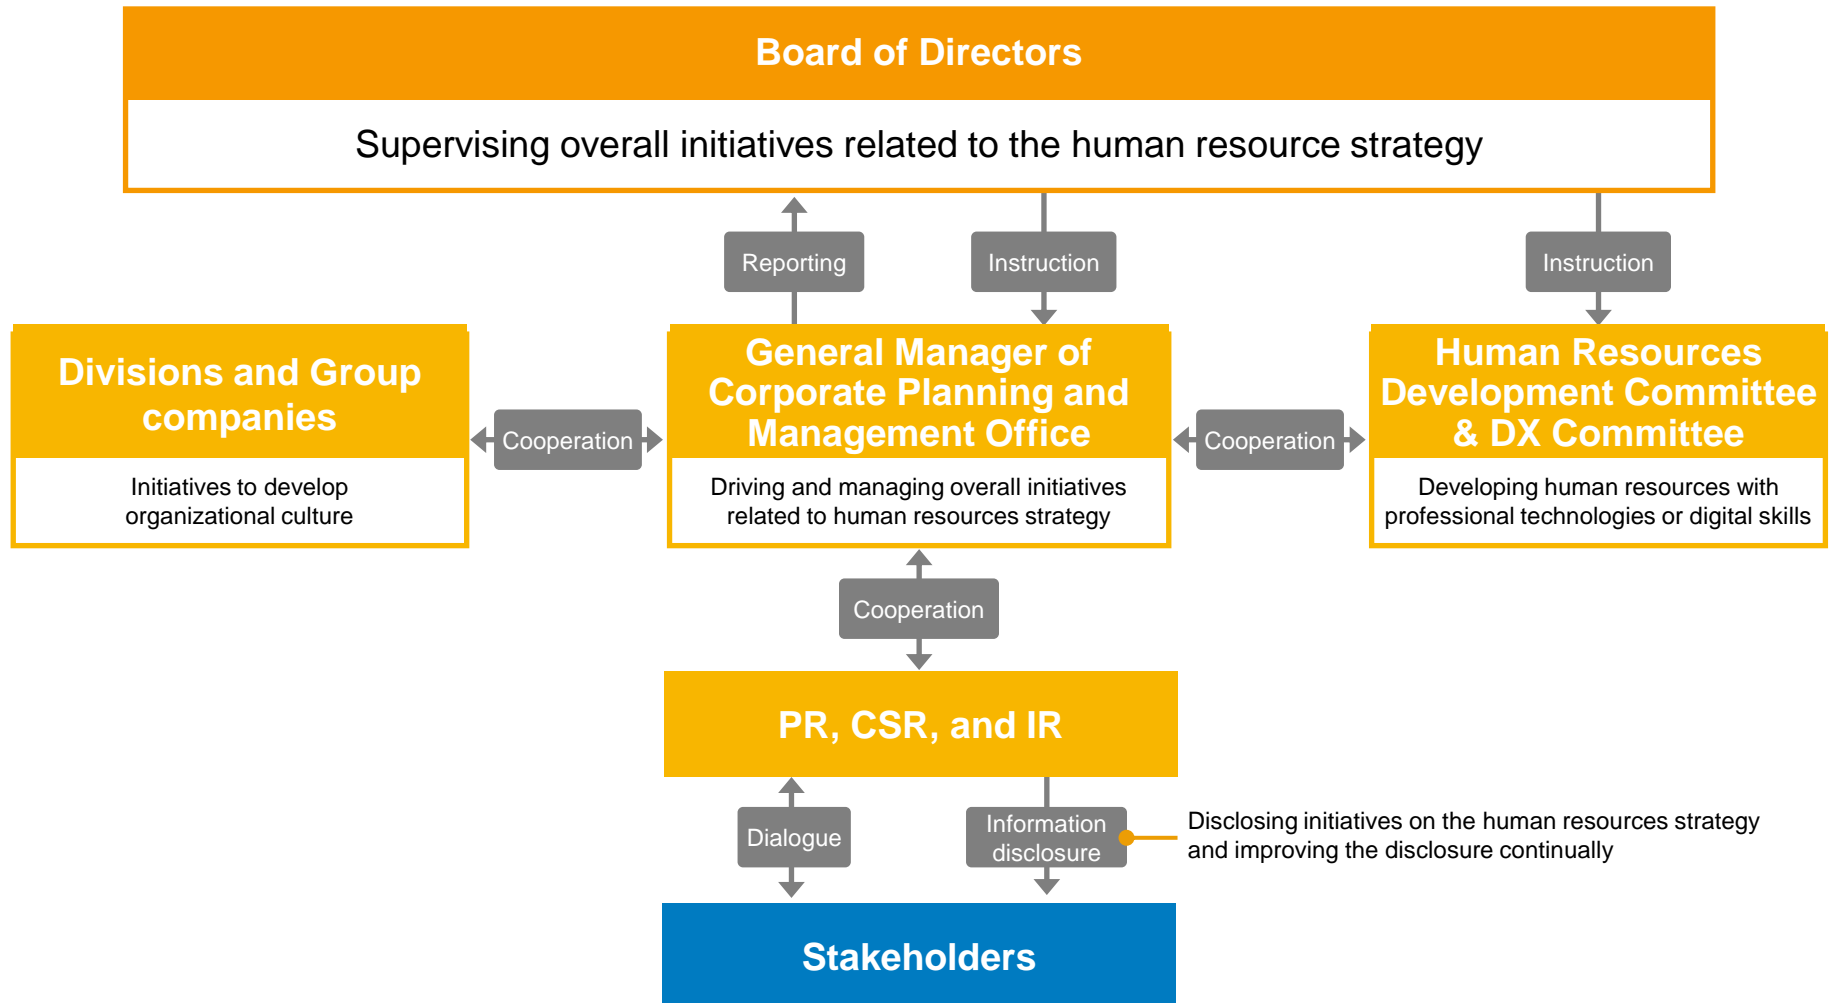 Board of Directors
Supervising overall initiatives related to the human resource strategy
Reporting
Instruction
Instruction
Divisions and Group
companies
Initiatives to develop
organizational culture
Cooperation
General Manager of
Corporate Planning and
Management Office
Driving and managing overall initiatives
related to human resources strategy
Cooperation
Human Resources
Development Committee
& DX Committee
Developing human resources with
professional technologies or digital skills
Cooperation
PR, CSR, and IR
Dialogue
Information
disclosure
Disclosing initiatives on the human resources strategy
and improving the disclosure continually
Stakeholders